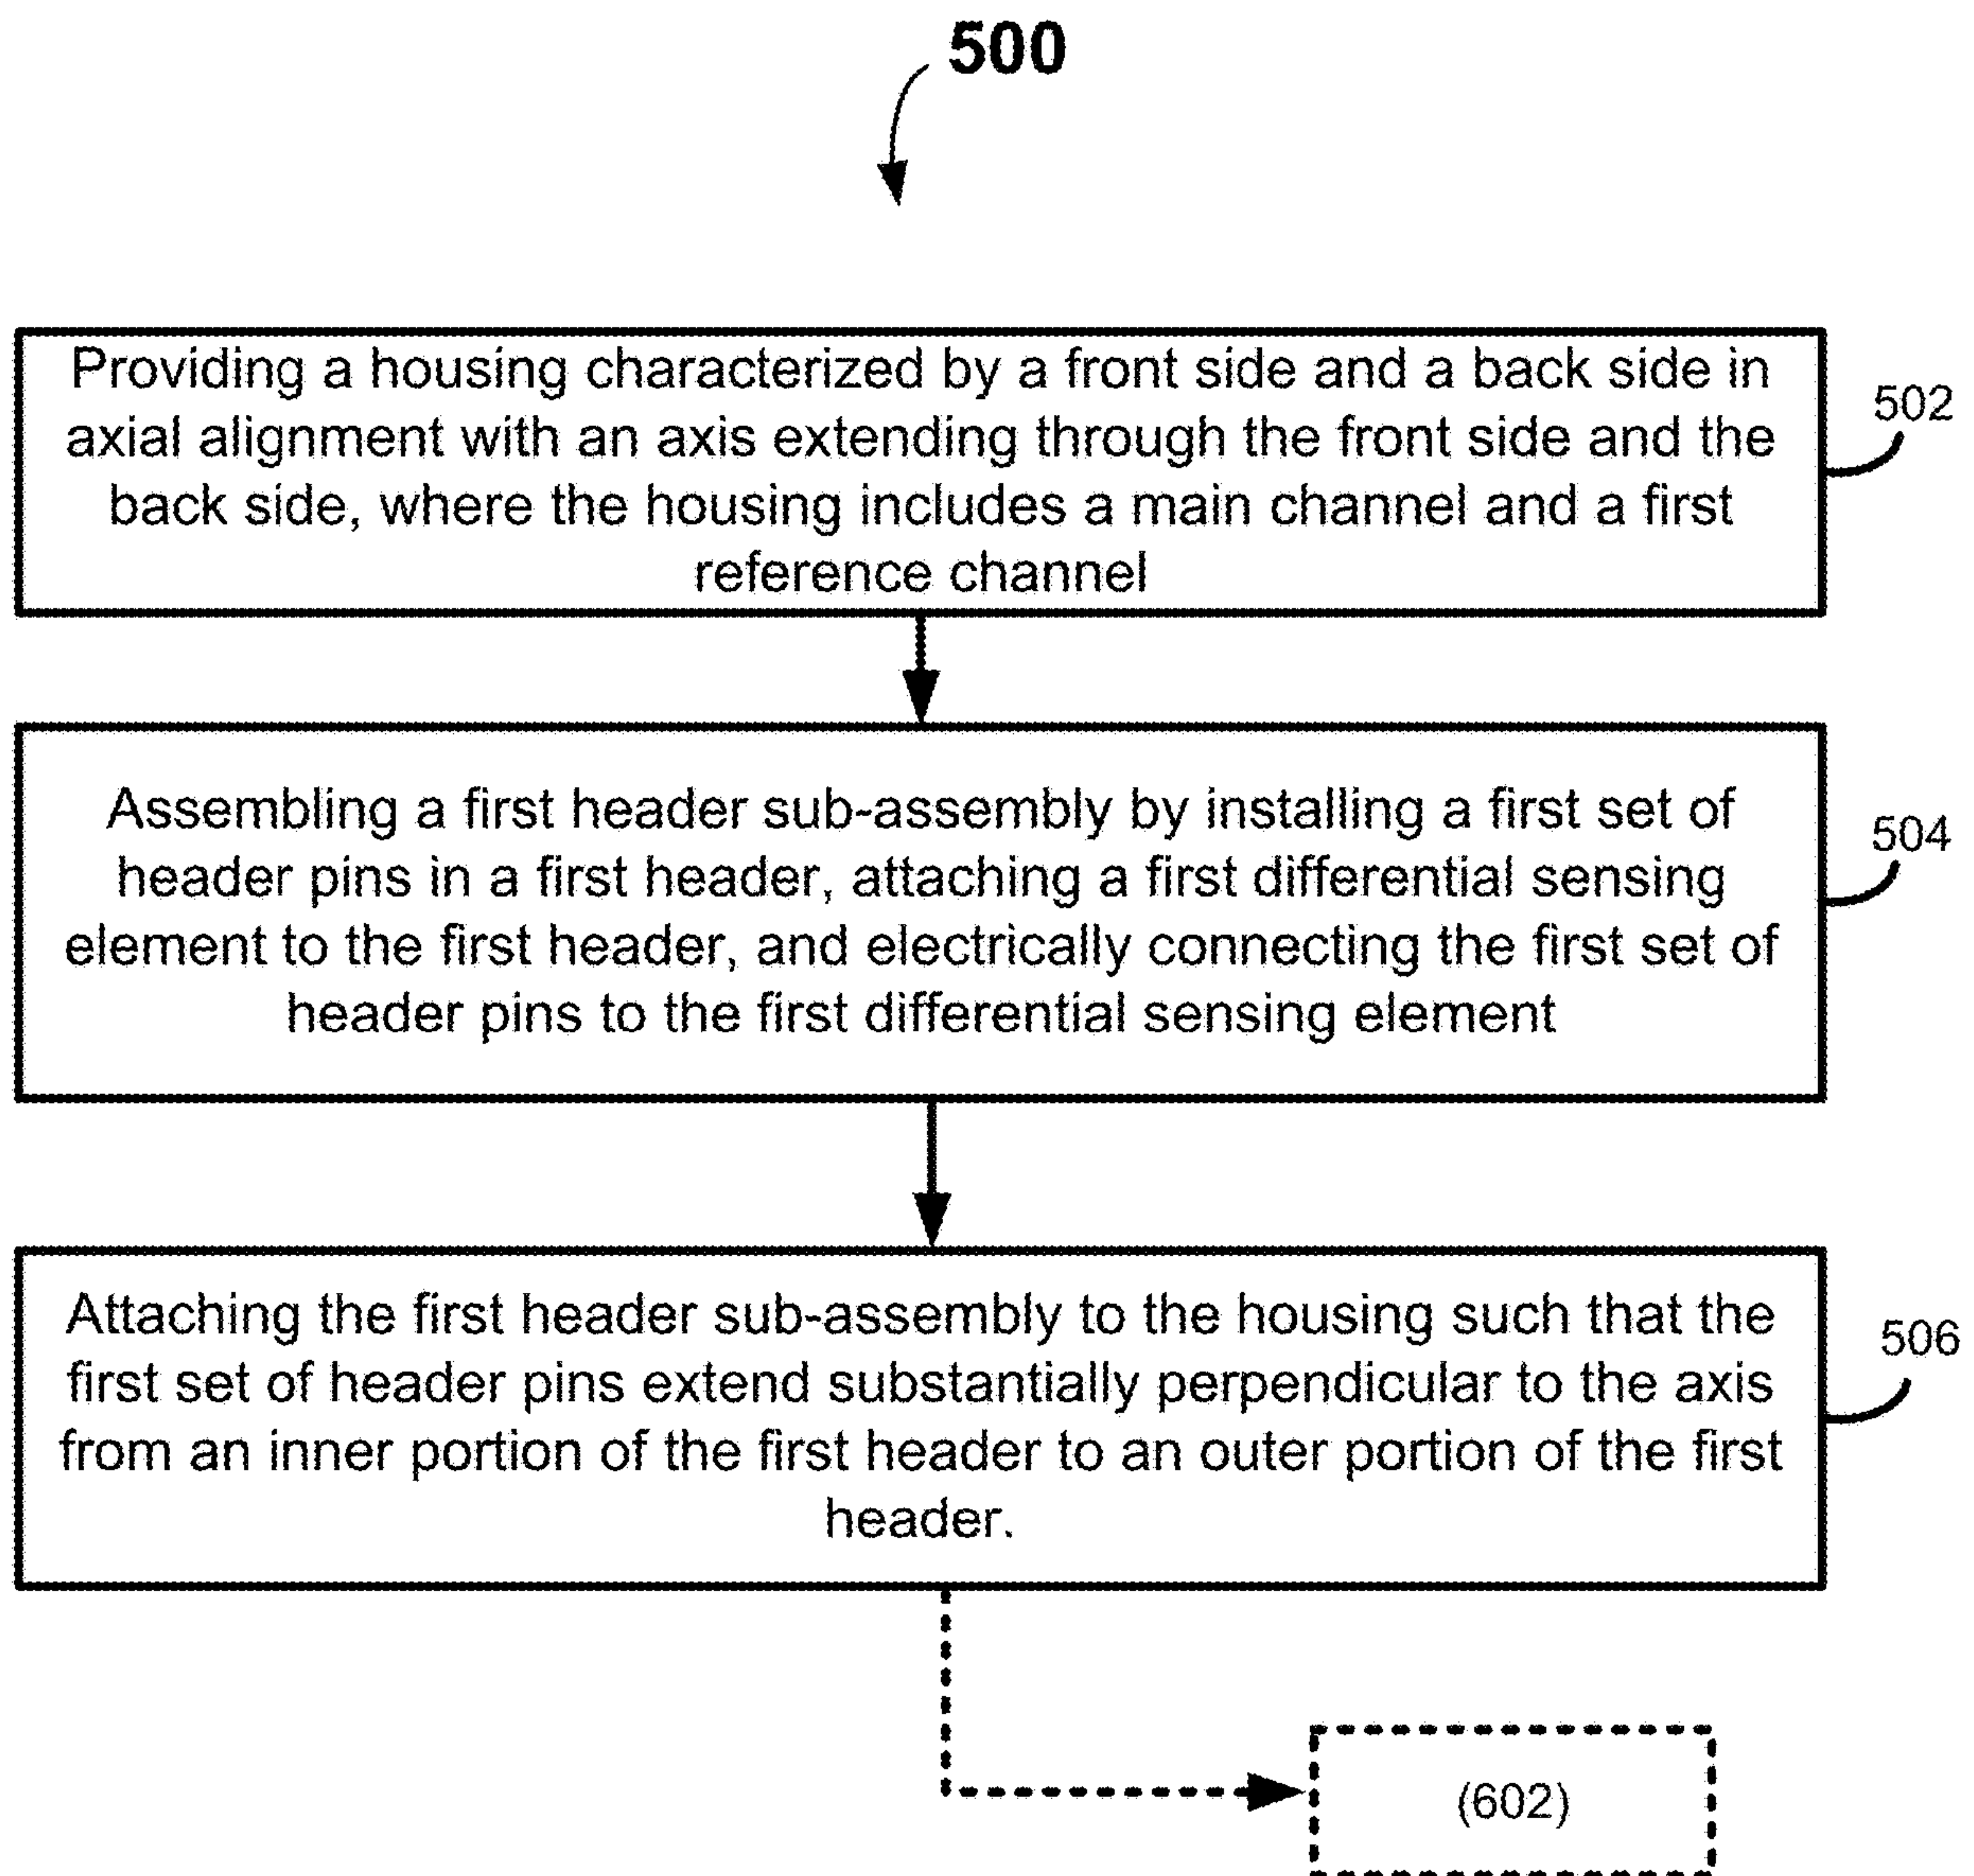 500
Providing a housing characterized by a front side and a back side in
axial alignment with an axis extending through the front side and the
back side, where the housing includes a main channel and a first
reference channel
502
Assembling a first header sub-assembly by installing a first set of
header pins in a first header, attaching a first differential sensing
element to the first header, and electrically connecting the first set of
header pins to the first differential sensing element
504
Attaching the first header sub-assembly to the housing such that the
first set of header pins extend substantially perpendicular to the axis
from an inner portion of the first header to an outer portion of the first
header.
506
(602)